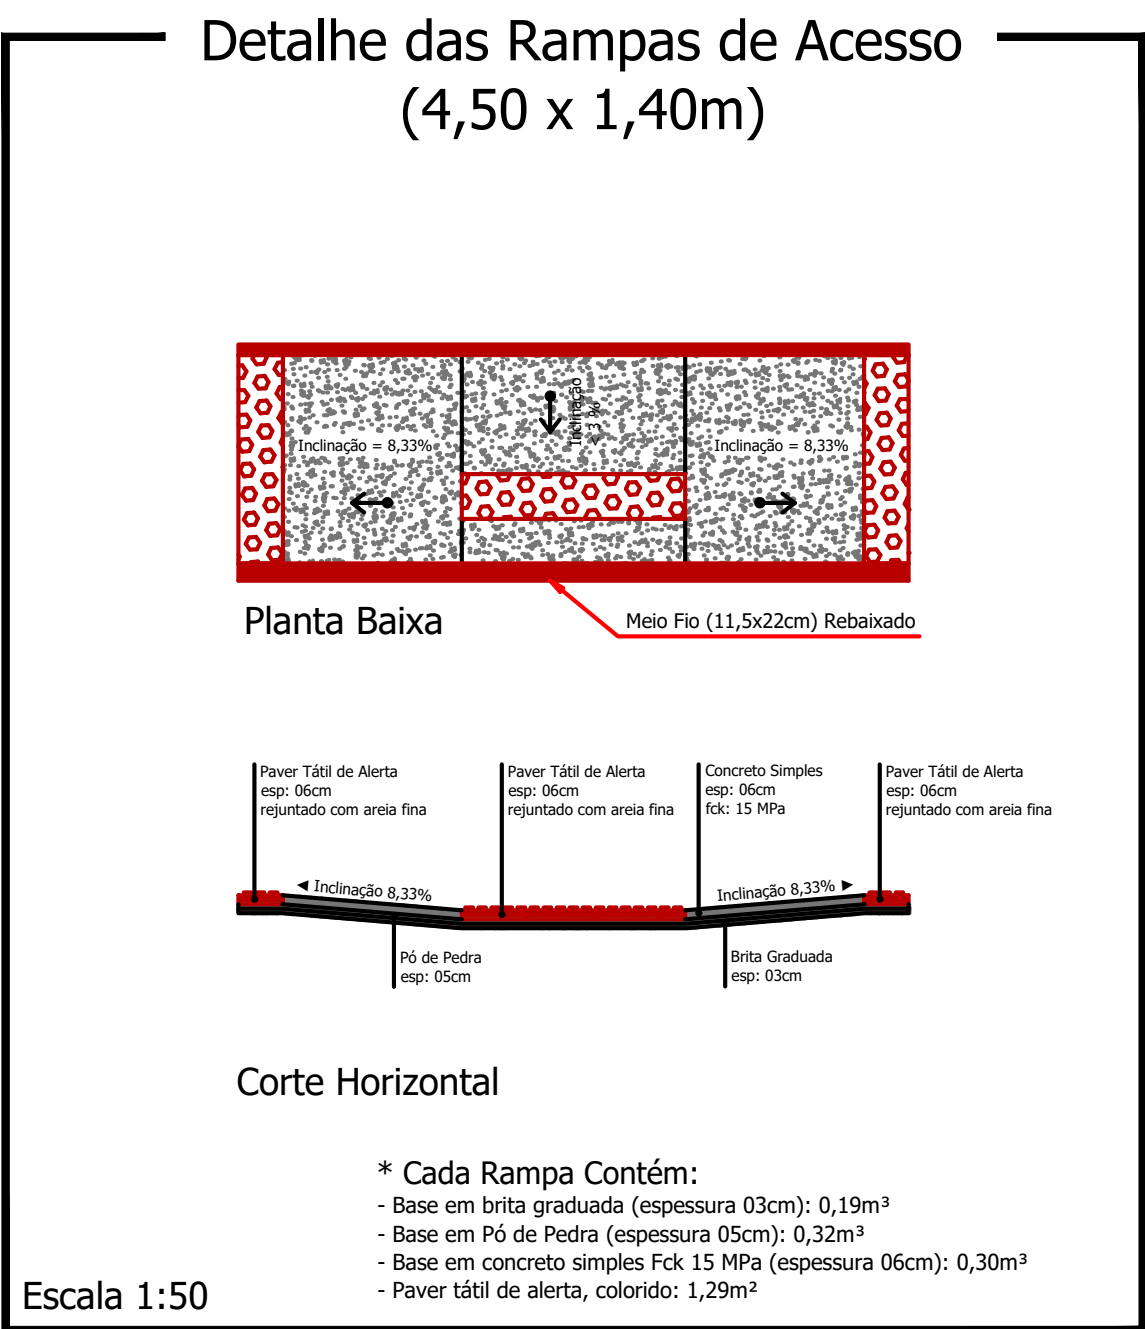 Detalhe das Rampas de Acesso
(4,50 x 1,40m)
Inclinação = 8,33%
Inclinação
< 3 %
Inclinação = 8,33%
Planta Baixa
Meio Fio (11,5x22cm) Rebaixado
Paver Tátil de Alerta
esp: 06cm
rejuntado com areia fina
Paver Tátil de Alerta
esp: 06cm
rejuntado com areia fina
Concreto Simples
esp: 06cm
fck: 15 MPa
Paver Tátil de Alerta
esp: 06cm
rejuntado com areia fina
◄ Inclinação 8,33%
Inclinação 8,33% ►
Pó de Pedra
esp: 05cm
Brita Graduada
esp: 03cm
Corte Horizontal
* Cada Rampa Contém:
- Base em brita graduada (espessura 03cm): 0,19m³
- Base em Pó de Pedra (espessura 05cm): 0,32m³
- Base em concreto simples Fck 15 MPa (espessura 06cm): 0,30m³
- Paver tátil de alerta, colorido: 1,29m²
Escala 1:50